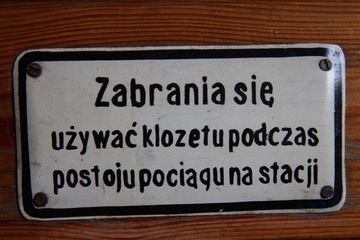 Zabrania się
używać klozetu podczas
postoju pociągu na stacji